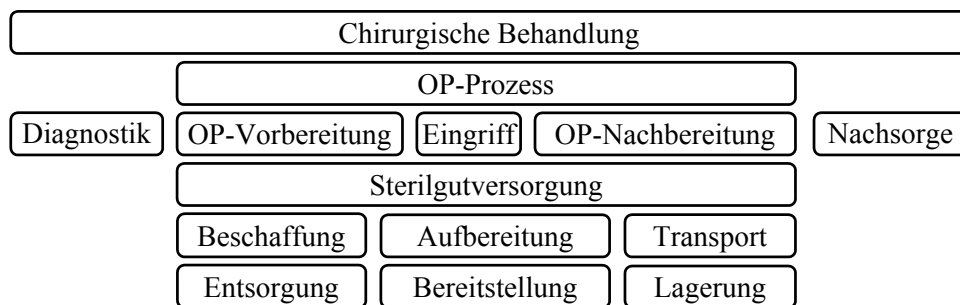 Chirurgische Behandlung
OP-Prozess
Diagnostik OP-Vorbereitung Eingriff OP-Nachbereitung Nachsorge
Sterilgutversorgung
Beschaffung Aufbereitung Transport
Entsorgung Bereitstellung Lagerung